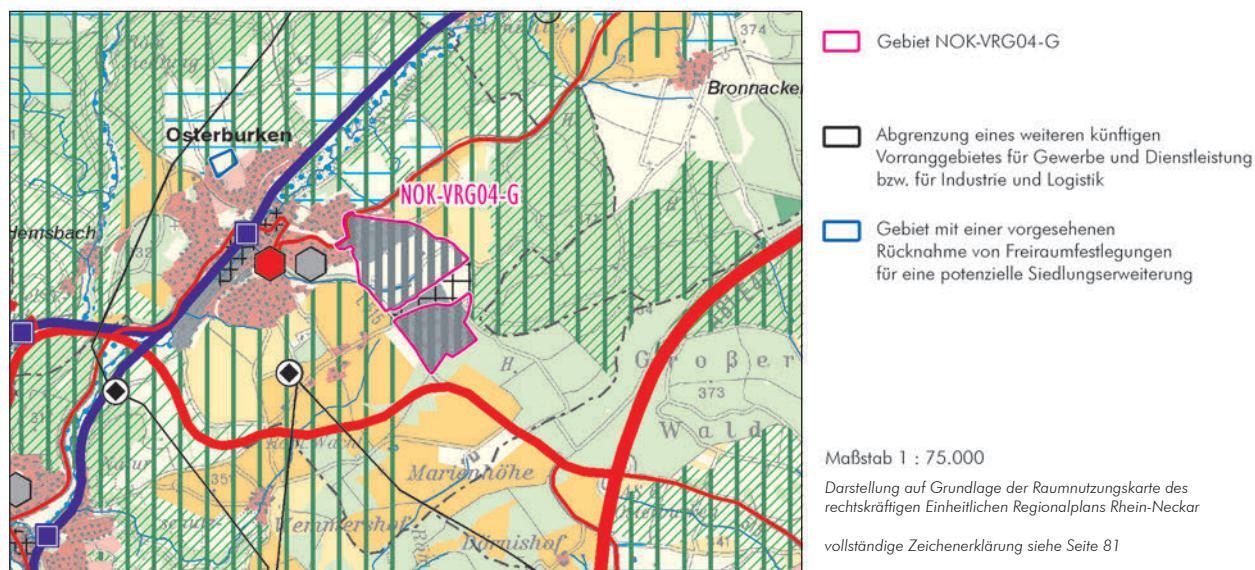 374
Bronnacker
Osterburken
NOK-VRG04-G
Hemsbach
H
H.
Großer
373
Wald
Marienhöhe
Wemmershof
Dörnishof
Gebiet NOK-VRG04-G
Abgrenzung eines weiteren künftigen
Vorranggebietes für Gewerbe und Dienstleistung
bzw. für Industrie und Logistik
Gebiet mit einer vorgesehenen
Rücknahme von Freiraumfestlegungen
für eine potenzielle Siedlungserweiterung
Maßstab 1 : 75.000
Darstellung auf Grundlage der Raumnutzungskarte des
rechtskräftigen Einheitlichen Regionalplans Rhein-Neckar
vollständige Zeichenerklärung siehe Seite 81